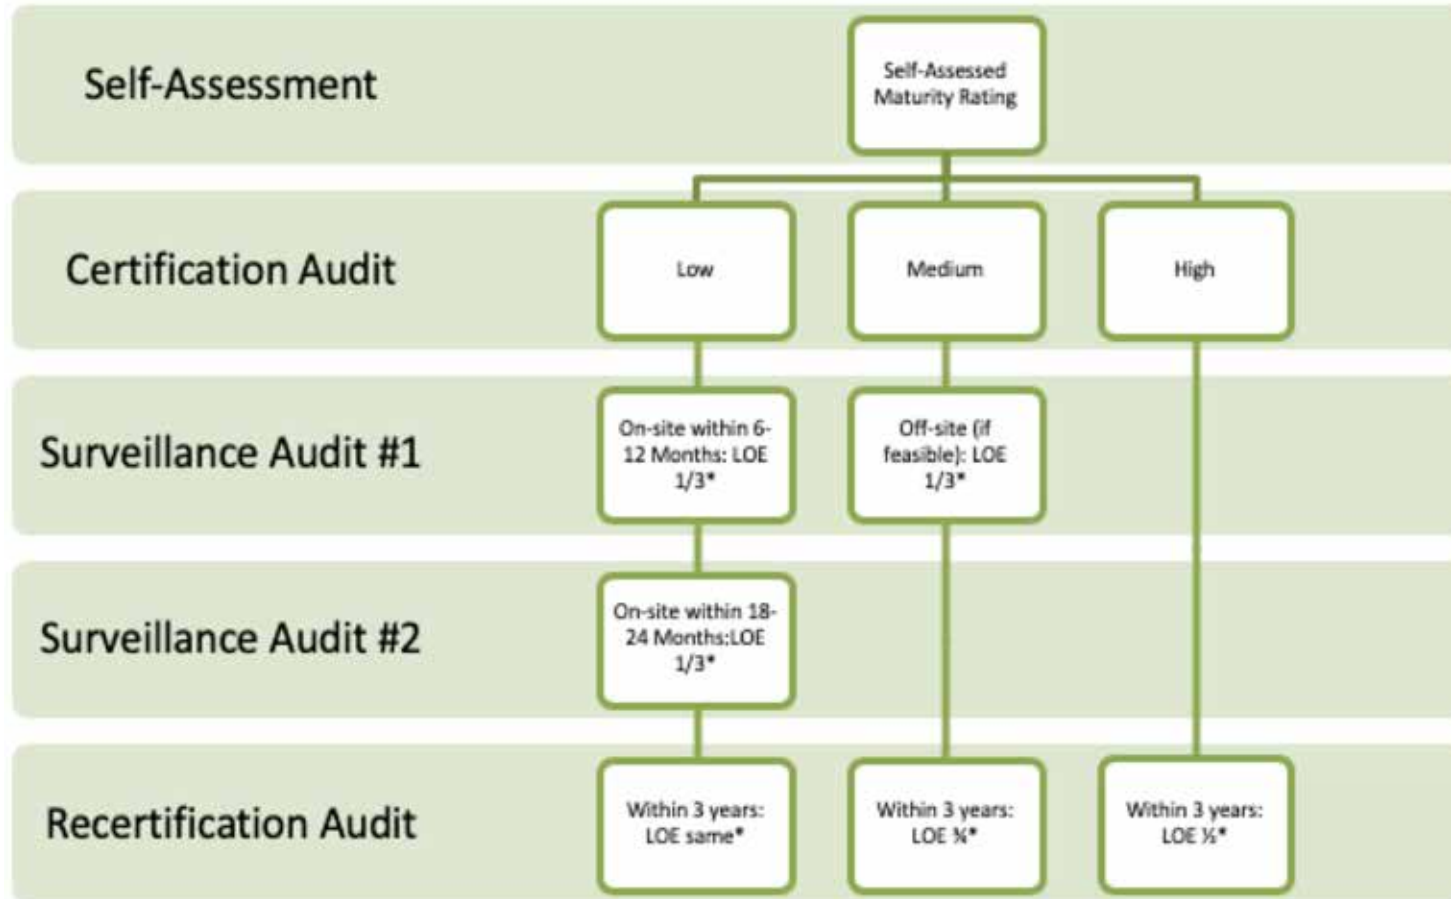 Self-Assessment
Self-Assessed
Maturity Rating
Certification Audit
Low
Medium
High
Surveillance Audit #1
On-site within 6-
12 Months: LOE
1/3*
Off-site (if
feasible): LOE
1/3*
Surveillance Audit #2
On-site within 18-
24 Months:LOE
1/3*
Recertification Audit
Within 3 years:
LOE same*
Within 3 years:
LOE ¾*
Within 3 years:
LOE